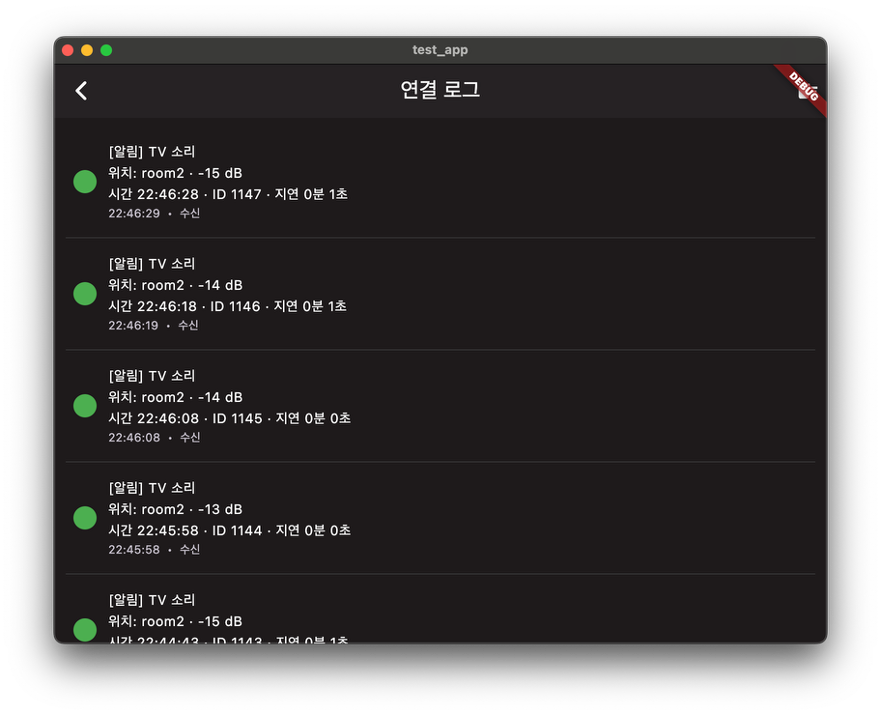 test_app
연결 로그
DEBUG
[알림] TV 소리
위치: room2 · -15 dB
시간 22:46:28 · ID 1147 · 지연 0분 1초
22:46:29 • 수신
[알림] TV 소리
위치: room2 · -14 dB
시간 22:46:18 · ID 1146 · 지연 0분 1초
22:46:19 • 수신
[알림] TV 소리
위치: room2 · -14 dB
시간 22:46:08 · ID 1145 · 지연 0분 0초
22:46:08 • 수신
[알림] TV 소리
위치: room2 · -13 dB
시간 22:45:58 · ID 1144 · 지연 0분 0초
22:45:58 • 수신
[알림] TV 소리
위치: room2 · -15 dB
시간 22:44:43 · ID 1143 · 지연 0분 1초